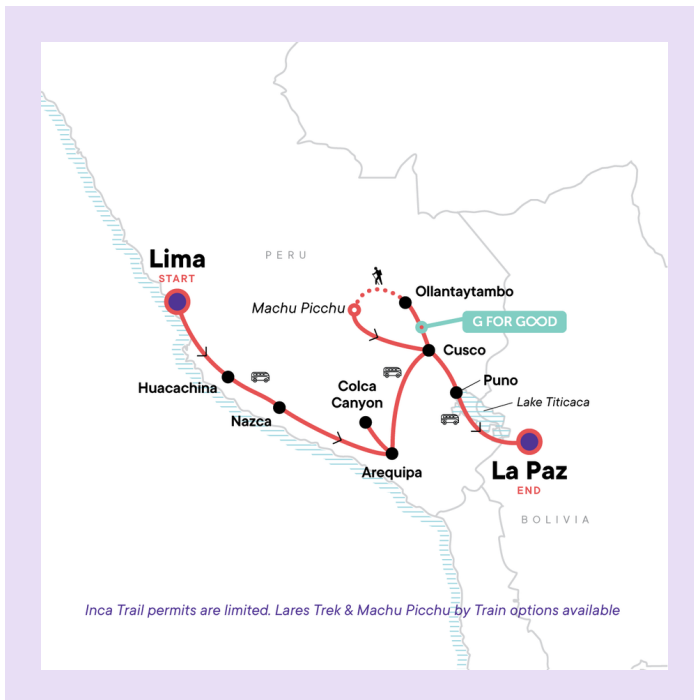 Lima
START
PERU
Machu Picchu
Ollantaytambo
G FOR GOOD
Cusco
Huacachina
Colca
Canyon
Puno
Lake Titicaca
Nazca
Arequipa
La Paz
END
BOLIVIA
Inca Trail permits are limited. Lares Trek & Machu Picchu by Train options available